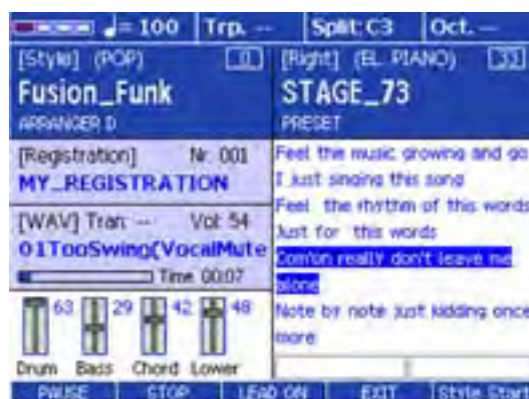 ♩= 100 Trp. -- Split: C3 Oct. --
[Style] (POP) 0
Fusion_Funk
ARRANGER D
[Right] (EL PIANO) 33
STAGE_73
PRESET
[Registration] Nr. 001
MY_REGISTRATION
[WAV] Tran: -- Vol: 54
01TooSwing(VocalMute
Time 00:07
63 29 42 48
Drum Bass Chord Lower
Feel the music growing and go
I just singing this song
Feel the rhythm of this words
Just for this words
Com'on really don't leave me
alone
Note by note just kidding once
more
PAUSE STOP LEAD ON EXIT Style Start